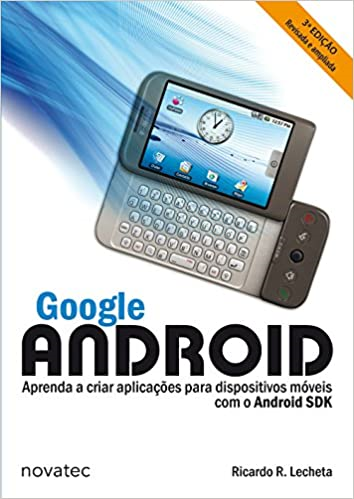 3ª EDIÇÃO
Revisada e ampliada
Google
ANDROID
Aprenda a criar aplicações para dispositivos móveis
com o Android SDK
novatec
Ricardo R. Lecheta